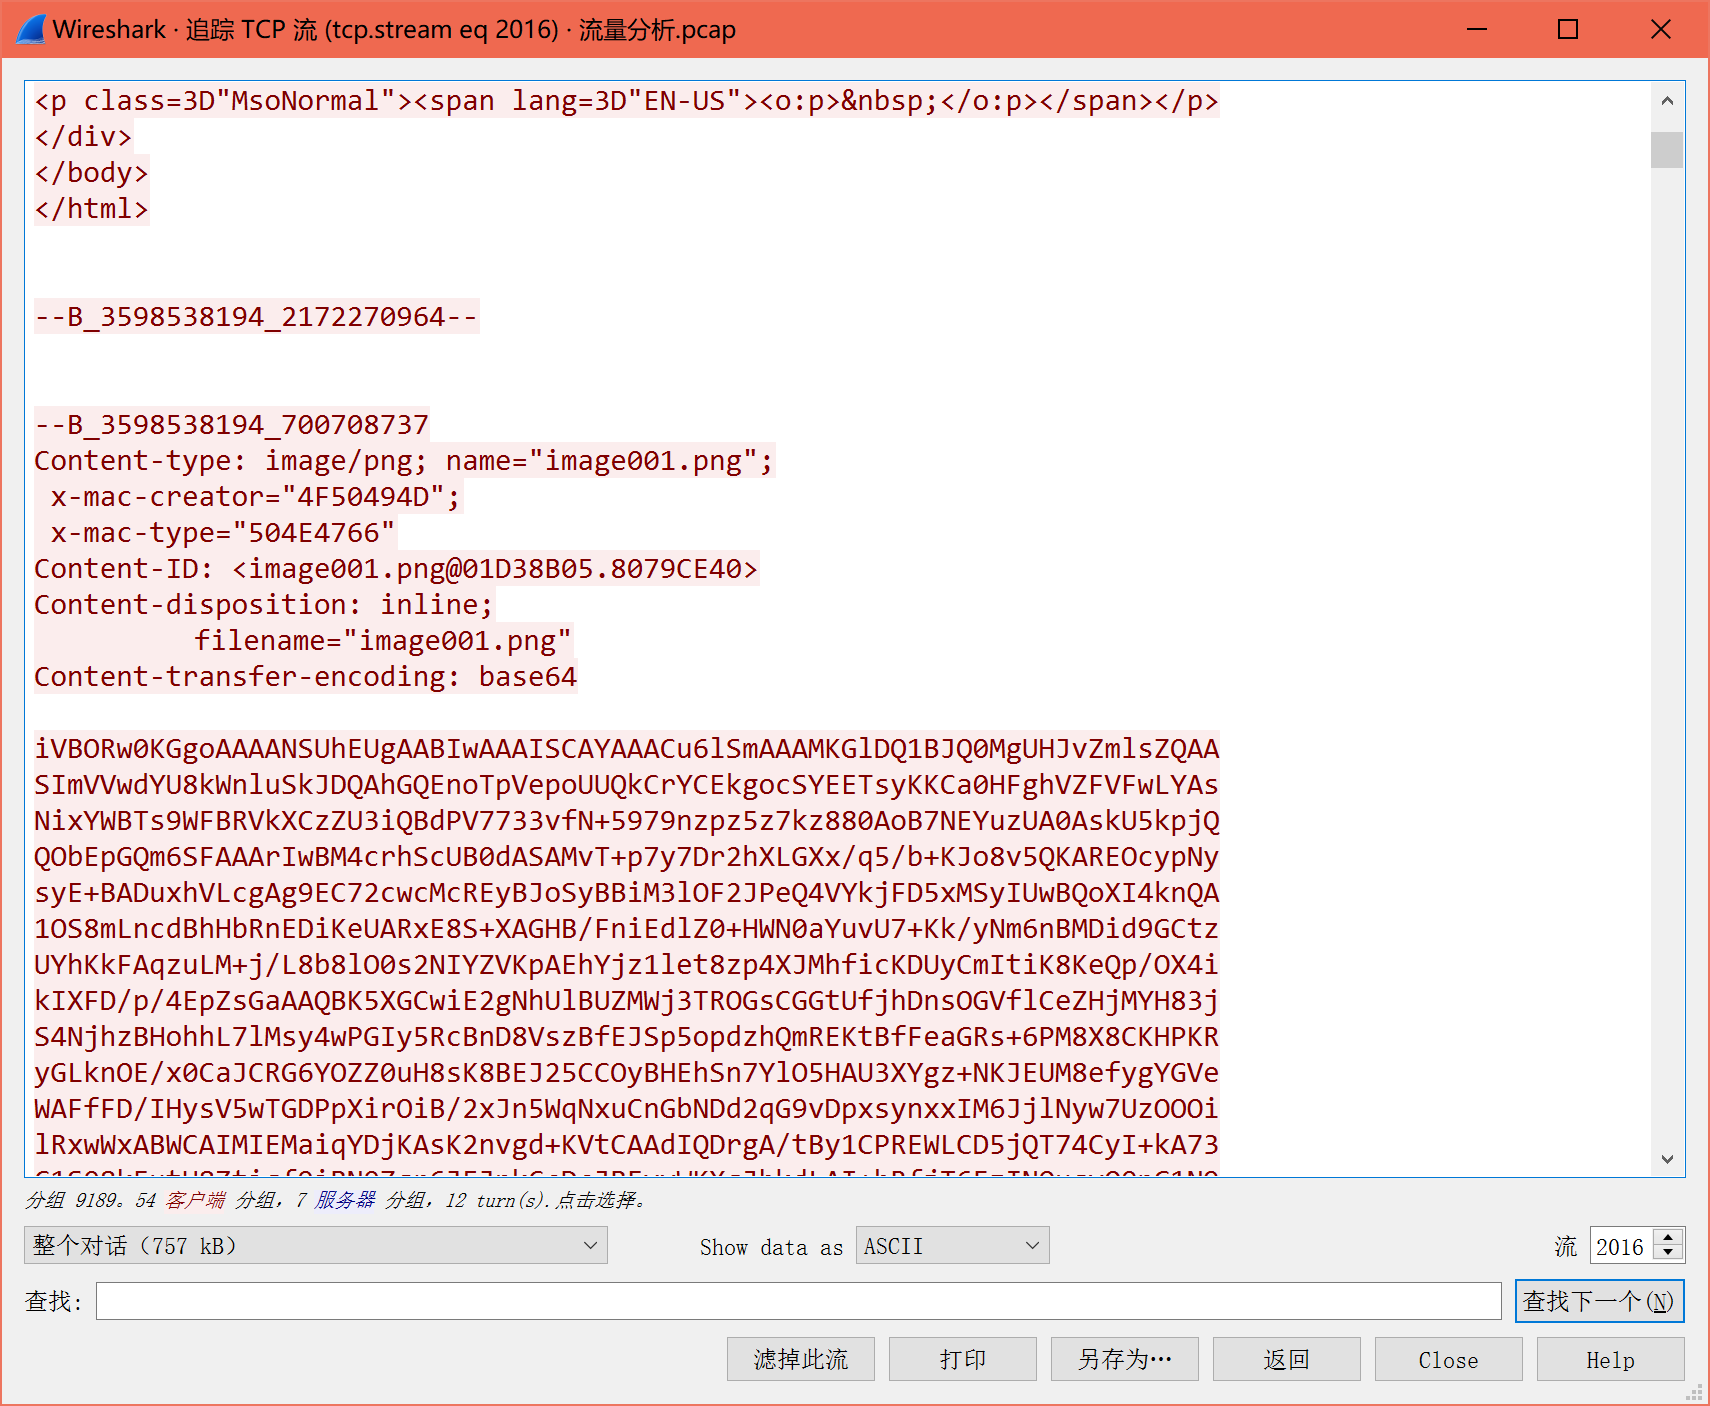 Wireshark · 追踪 TCP 流 (tcp.stream eq 2016) · 流量分析.pcap
<p class=3D"MsoNormal"><span lang=3D"EN-US"><o:p>&nbsp;</o:p></span></p>
</div>
</body>
</html>
--B_3598538194_2172270964--
--B_3598538194_700708737
Content-type: image/png; name="image001.png";
x-mac-creator="4F50494D";
x-mac-type="504E4766"
Content-ID: <image001.png@01D38B05.8079CE40>
Content-disposition: inline;
filename="image001.png"
Content-transfer-encoding: base64
iVBORw0KGgoAAAANSUhEUgAABIwAAAISCAYAAACu6lSmAAAMKGlDQ1BJQ0MgUHJvZmlsZQAA
SImVVwdYU8kWnluSkJDQAhGQEnoTpVepoUUQkCrYCEkgocSYEETsyKKCa0HFghVZFVFwLYAs
NixYWBTs9WFBRVkXCzZU3iQBdPV7733vfN+5979nzpz5z7kz880AoB7NEYuzUA0AskU5kpjQ
QObEpGQm6SFAAArIwBM4crhScUB0dASAMvT+p7y7Dr2hXLGXx/q5/b+KJo8v5QKAREOcypNy
syE+BADuxhVLcgAg9EC72cwcMcREyBJoSyBBiM3lOF2JPeQ4VYkjFD5xMSyIUwBQoXI4knQA
1OS8mLncdBhHbRnEDiKeUARxE8S+XAGHB/FniEdlZ0+HWN0aYuvU7+Kk/yNm6nBMDid9GCtz
UYhKkFAqzuLM+j/L8b8lO0s2NIYZVKpAEhYjz1let8zp4XJMhficKDUyCmItiK8KeQp/OX4i
kIXFD/p/4EpZsGaAAQBK5XGCwiE2gNhUlBUZMWj3TROGsCGGtUfjhDnsOGVflCeZHjMYH83j
S4NjhzBHohhL7lMsy4wPGIy5RcBnD8VszBfEJSp5opdzhQmREKtBfFeaGRs+6PM8X8CKHPKR
yGLknOE/x0CaJCRG6YOZZ0uH8sK8BEJ25CCOyBHEhSn7YlO5HAU3XYgz+NKJEUM8efygYGVe
WAFfFD/IHysV5wTGDPpXirOiB/2xJn5WqNxuCnGbNDd2qG9vDpxsynxxIM6JjlNyw7UzOOOi
lRxwWxABWCAIMIEMaiqYDjKAsK2nvgd+KVtCAAdIQDrgA/tBy1CPREWLCD5jQT74CyI+kA73